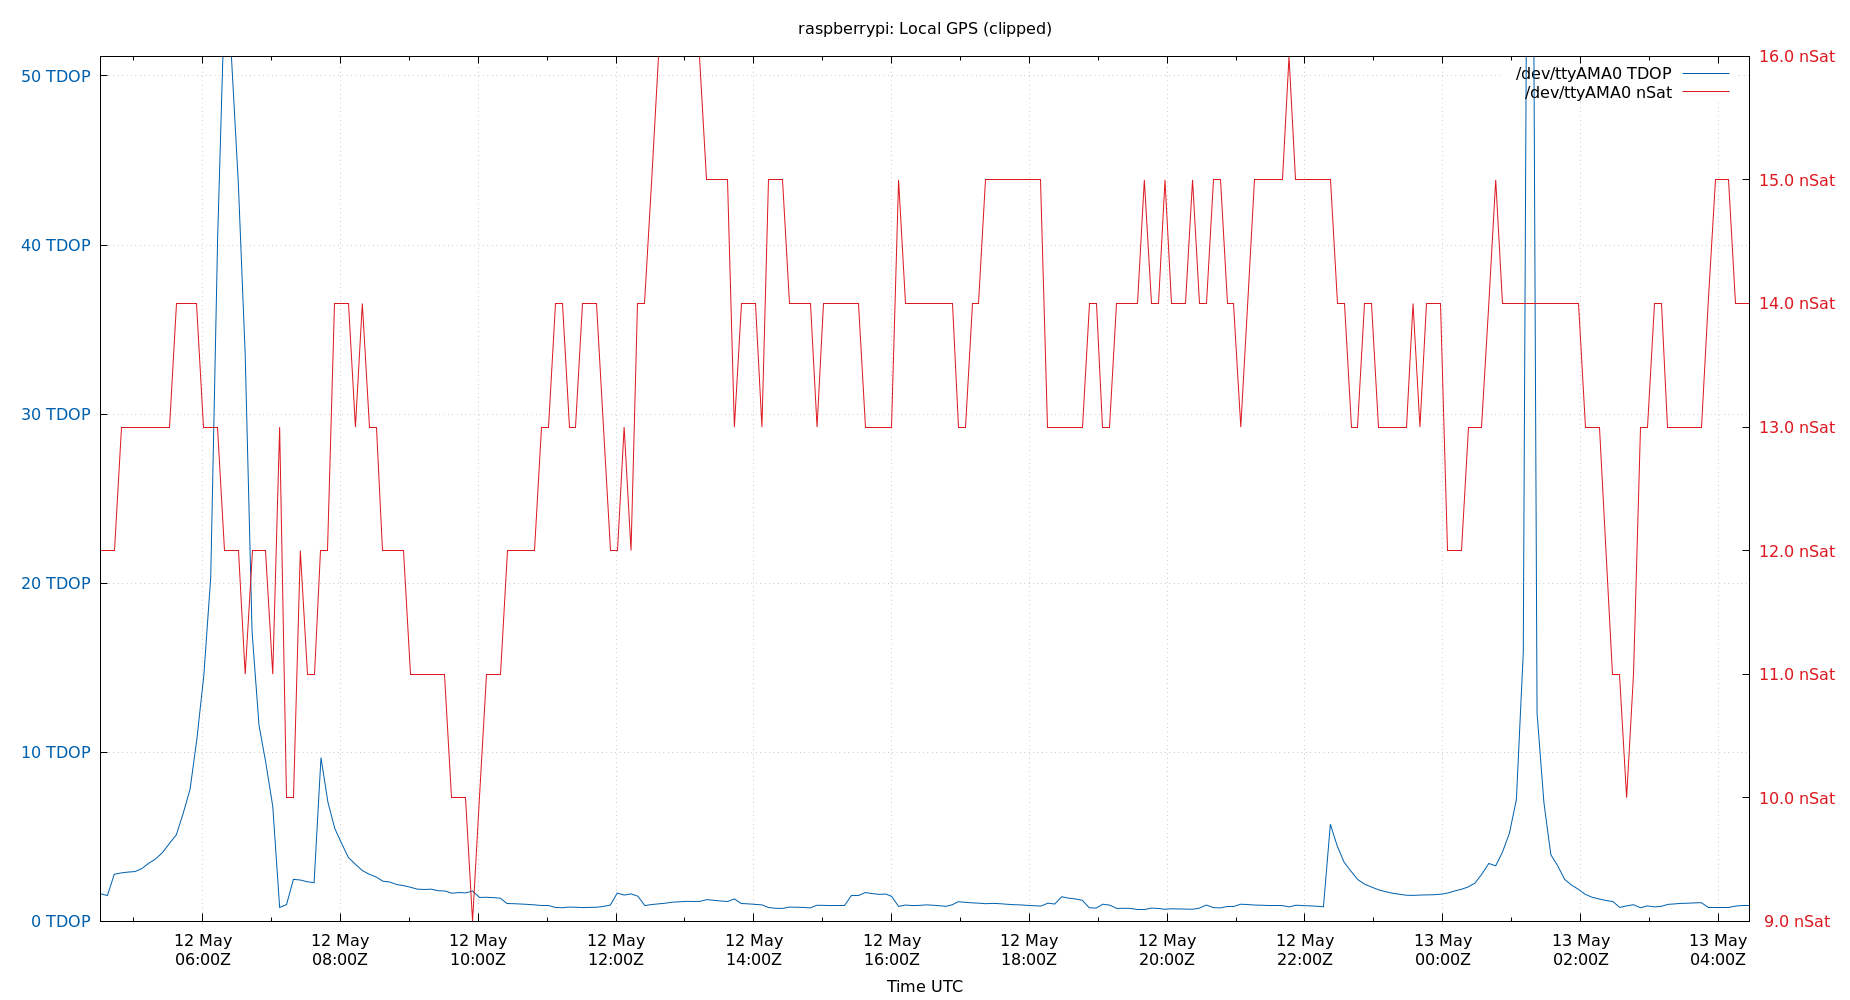 raspberrypi: Local GPS (clipped)
50 TDOP
40 TDOP
30 TDOP
20 TDOP
10 TDOP
0 TDOP
/dev/ttyAMA0 TDOP
/dev/ttyAMA0 nSat
16.0 nSat
15.0 nSat
14.0 nSat
13.0 nSat
12.0 nSat
11.0 nSat
10.0 nSat
9.0 nSat
12 May
06:00Z
12 May
08:00Z
12 May
10:00Z
12 May
12:00Z
12 May
14:00Z
12 May
16:00Z
12 May
18:00Z
12 May
20:00Z
12 May
22:00Z
13 May
00:00Z
13 May
02:00Z
13 May
04:00Z
Time UTC